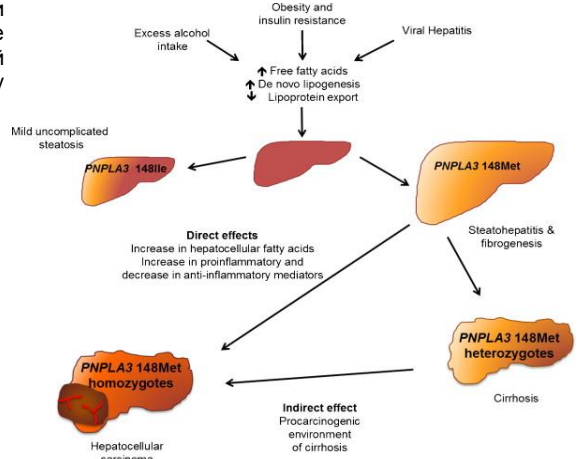 Obesity and
insulin resistance
Excess alcohol
intake
Viral Hepatitis
↑ Free fatty acids
↑ De novo lipogenesis
↓ Lipoprotein export
Mild uncomplicated
steatosis
PNPLA3 148Ile
PNPLA3 148Met
Direct effects
Increase in hepatocellular fatty acids
Increase in proinflammatory and
decrease in anti-inflammatory mediators
Steatohepatitis &
fibrogenesis
PNPLA3 148Met
heterozygotes
Cirrhosis
PNPLA3 148Met
homozygotes
Indirect effect
Procarcinogenic
environment
of cirrhosis
Hepatocellular
carcinoma